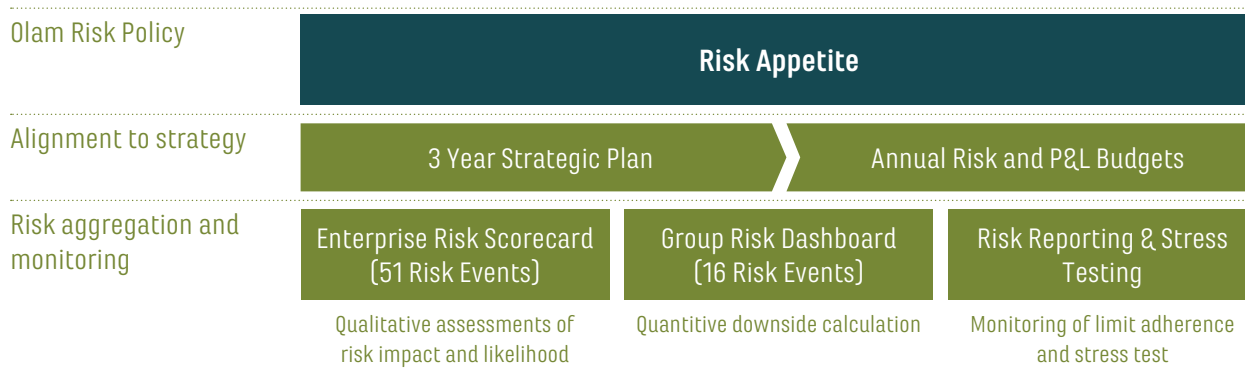 Olam Risk Policy
Risk Appetite
Alignment to strategy
3 Year Strategic Plan
Annual Risk and P&L Budgets
Risk aggregation and
monitoring
Enterprise Risk Scorecard
(51 Risk Events)
Group Risk Dashboard
(16 Risk Events)
Risk Reporting & Stress
Testing
Qualitative assessments of
risk impact and likelihood
Quantitive downside calculation
Monitoring of limit adherence
and stress test